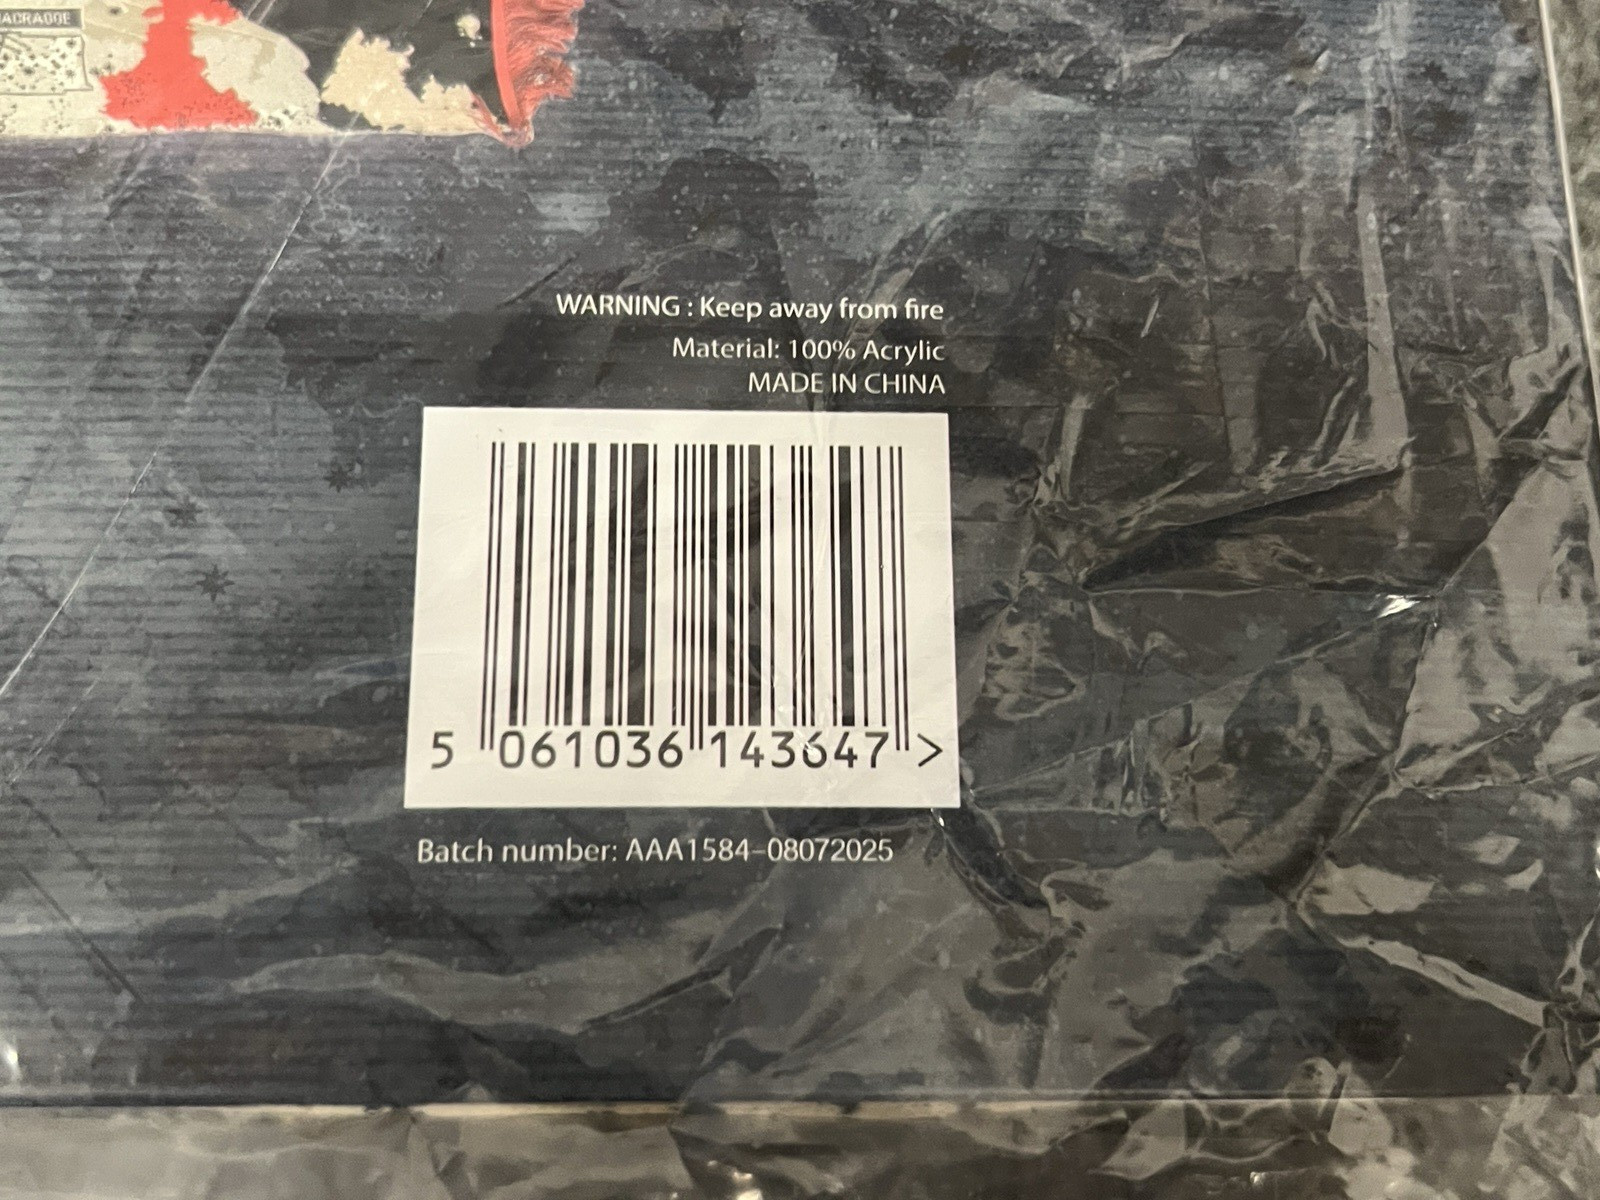 WARNING : Keep away from fire
Material: 100% Acrylic
MADE IN CHINA
5 061036 143647 >
Batch number: AAA1584-08072025